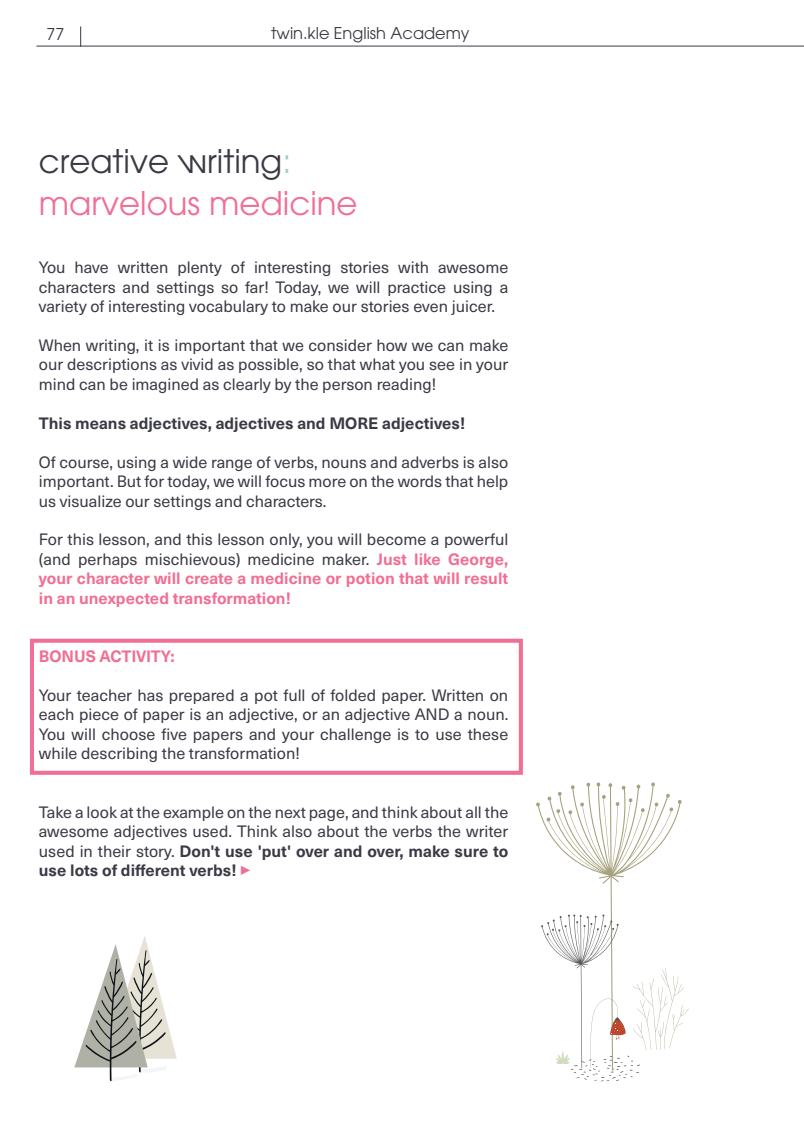 77
twin.kle English Academy
creative writing:
marvelous medicine
You have written plenty of interesting stories with awesome
characters and settings so far! Today, we will practice using a
variety of interesting vocabulary to make our stories even juicer.
When writing, it is important that we consider how we can make
our descriptions as vivid as possible, so that what you see in your
mind can be imagined as clearly by the person reading!
This means adjectives, adjectives and MORE adjectives!
Of course, using a wide range of verbs, nouns and adverbs is also
important. But for today, we will focus more on the words that help
us visualize our settings and characters.
For this lesson, and this lesson only, you will become a powerful
(and perhaps mischievous) medicine maker. Just like George,
your character will create a medicine or potion that will result
in an unexpected transformation!
BONUS ACTIVITY:
Your teacher has prepared a pot full of folded paper. Written on
each piece of paper is an adjective, or an adjective AND a noun.
You will choose five papers and your challenge is to use these
while describing the transformation!
Take a look at the example on the next page, and think about all the
awesome adjectives used. Think also about the verbs the writer
used in their story. Don't use 'put' over and over, make sure to
use lots of different verbs! ▶